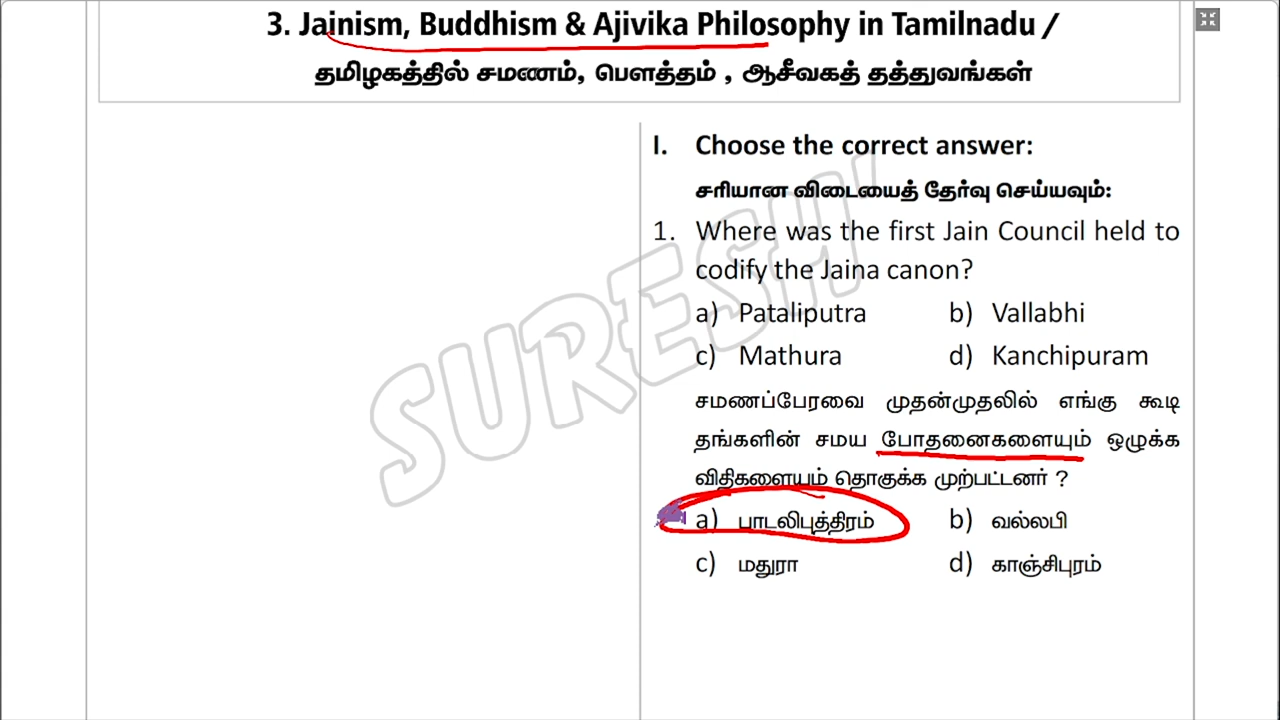 3. Jainism, Buddhism & Ajivika Philosophy in Tamilnadu /
தமிழகத்தில் சமணம், பௌத்தம் , ஆசீவகத் தத்துவங்கள்
I. Choose the correct answer:
சரியான விடையைத் தேர்வு செய்யவும்:
1. Where was the first Jain Council held to
codify the Jaina canon?
a) Pataliputra b) Vallabhi
c) Mathura d) Kanchipuram
சமணப்பேரவை முதன்முதலில் எங்கு கூடி
தங்களின் சமய போதனைகளையும் ஒழுக்க
விதிகளையும் தொகுக்க முற்பட்டனர் ?
a) பாடலிபுத்திரம் b) வல்லபி
c) மதுரா d) காஞ்சிபுரம்
SURESH'